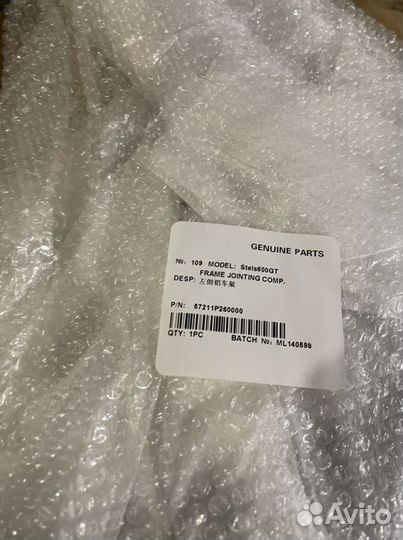 GENUINE PARTS
№: 109 MODEL: Stels600GT
FRAME JOINTING COMP.
DESP: 左侧铝车架
P/N: 57211P260000
QTY: 1PC BATCH №: ML140598
Avito